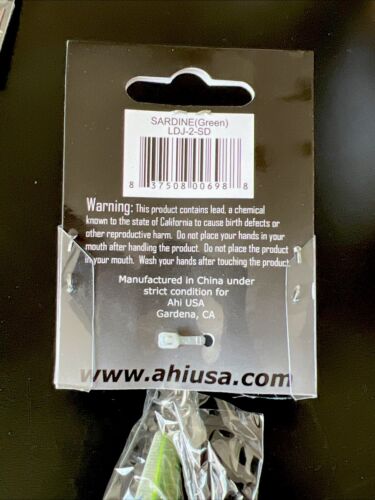 SARDINE(Green)
LDJ-2-SD
8 37508 00698 8
Warning: This product contains lead, a chemical
known to the state of California to cause birth defects or
other reproductive harm. Do not place your hands in your
mouth after handling the product. Do not place the product
in your mouth. Wash your hands after touching the product.
Manufactured in China under
strict condition for
Ahi USA
Gardena, CA
www.ahiusa.com